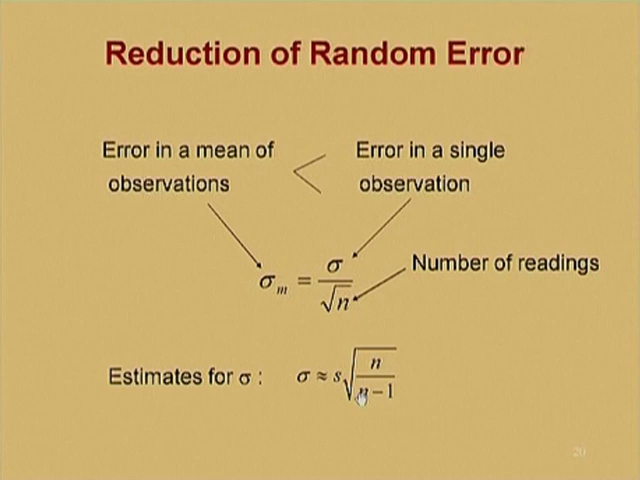 Reduction of Random Error
Error in a mean of observations < Error in a single observation
σ_m = σ/√n
Number of readings
Estimates for σ : σ ≈ s√(n/(n−1))
20